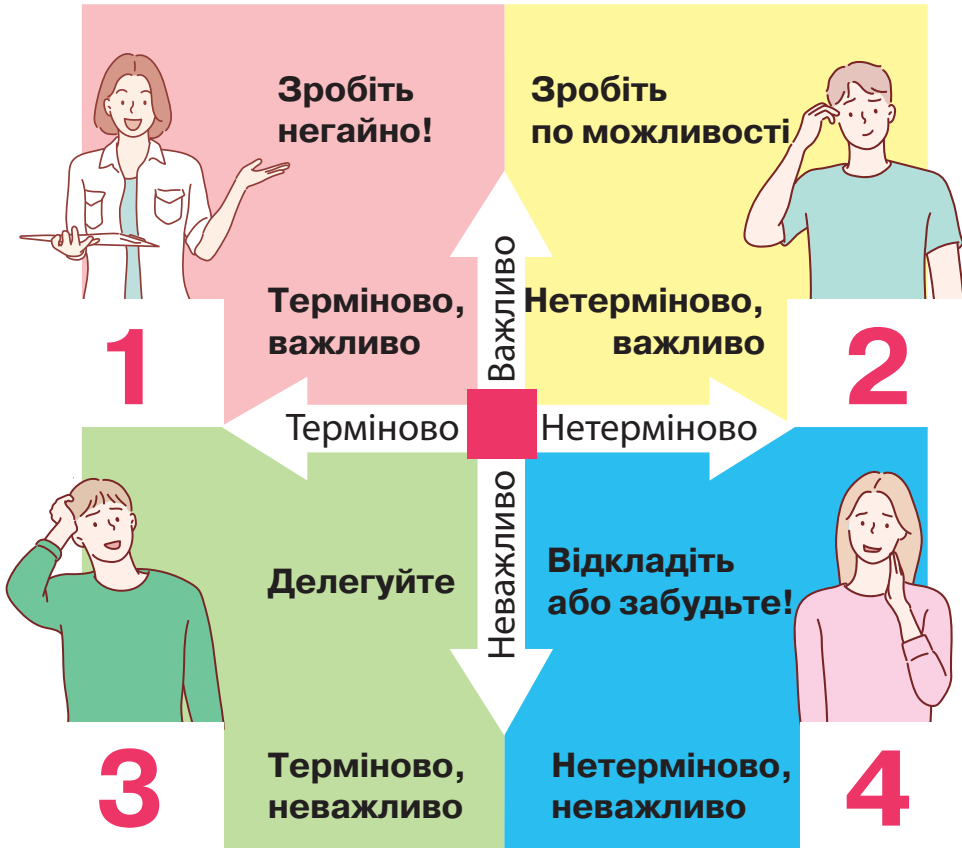 Зробіть
негайно!
Терміново,
важливо
1
Зробіть
по можливості
Нетерміново,
важливо
2
Важливо
Терміново
Нетерміново
Неважливо
Делегуйте
Терміново,
неважливо
3
Відкладіть
або забудьте!
Нетерміново,
неважливо
4